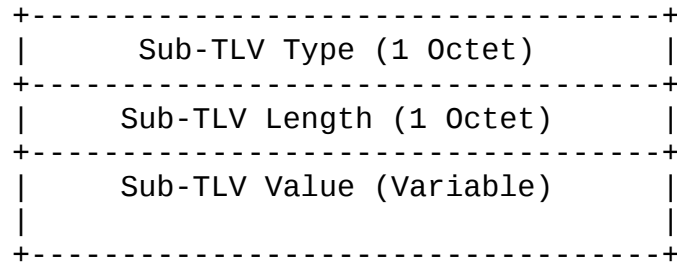 Sub-TLV Type (1 Octet)
Sub-TLV Length (1 Octet)
Sub-TLV Value (Variable)